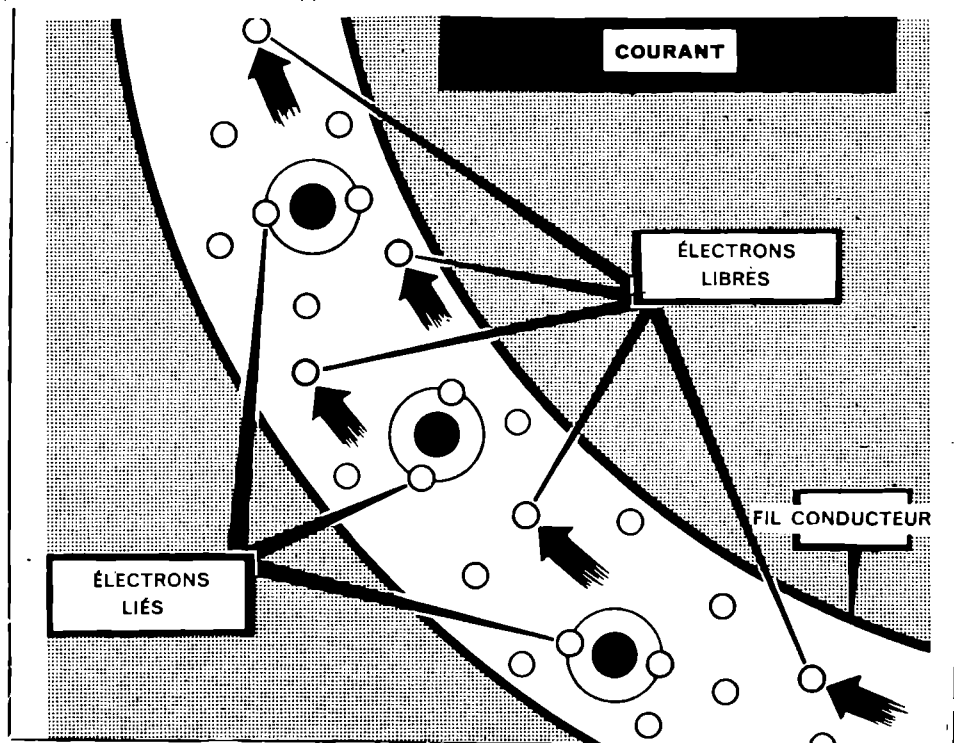 COURANT
ÉLECTRONS
LIBRES
FIL CONDUCTEUR
ÉLECTRONS
LIÉS